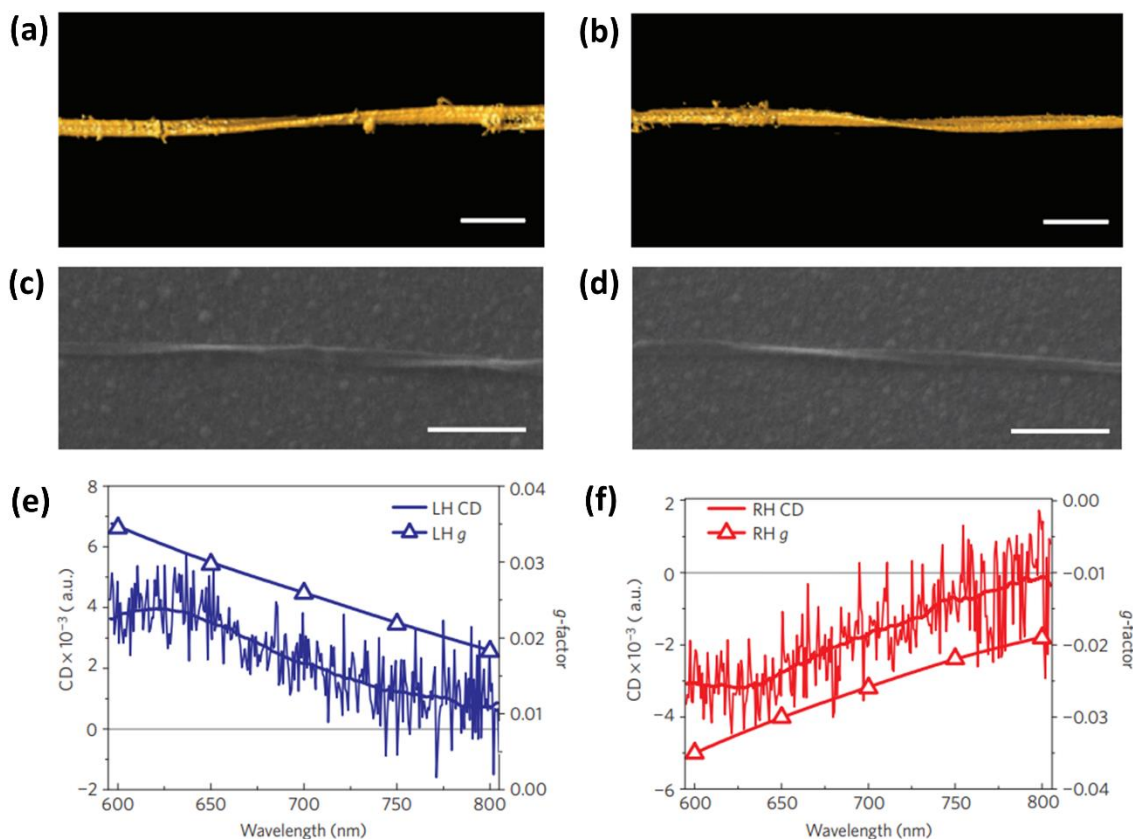 (a)
(b)
(c)
(d)
(e)
8
6
4
2
0
−2
CD × 10⁻³ ( a.u.)
LH CD
LH g
0.04
0.03
0.02
0.01
0.00
g-factor
600 650 700 750 800
Wavelength (nm)
(f)
2
0
−2
−4
−6
CD × 10⁻³ ( a.u.)
RH CD
RH g
0.00
−0.01
−0.02
−0.03
−0.04
g-factor
600 650 700 750 800
Wavelength (nm)